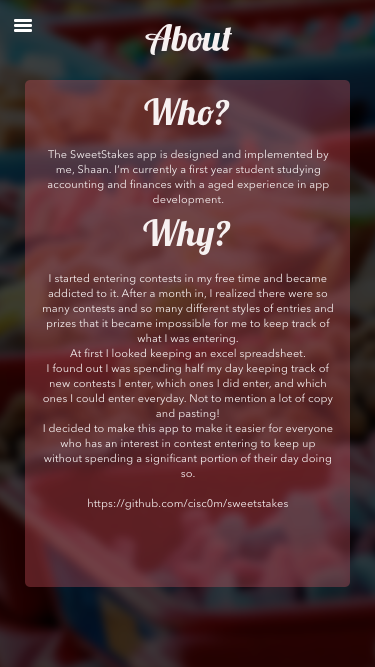 About
Who?
The SweetStakes app is designed and implemented by
me, Shaan. I'm currently a first year student studying
accounting and finances with a aged experience in app
development.
Why?
I started entering contests in my free time and became
addicted to it. After a month in, I realized there were so
many contests and so many different styles of entries and
prizes that it became impossible for me to keep track of
what I was entering.
At first I looked keeping an excel spreadsheet.
I found out I was spending half my day keeping track of
new contests I enter, which ones I did enter, and which
ones I could enter everyday. Not to mention a lot of copy
and pasting!
I decided to make this app to make it easier for everyone
who has an interest in contest entering to keep up
without spending a significant portion of their day doing
so.
https://github.com/cisc0m/sweetstakes